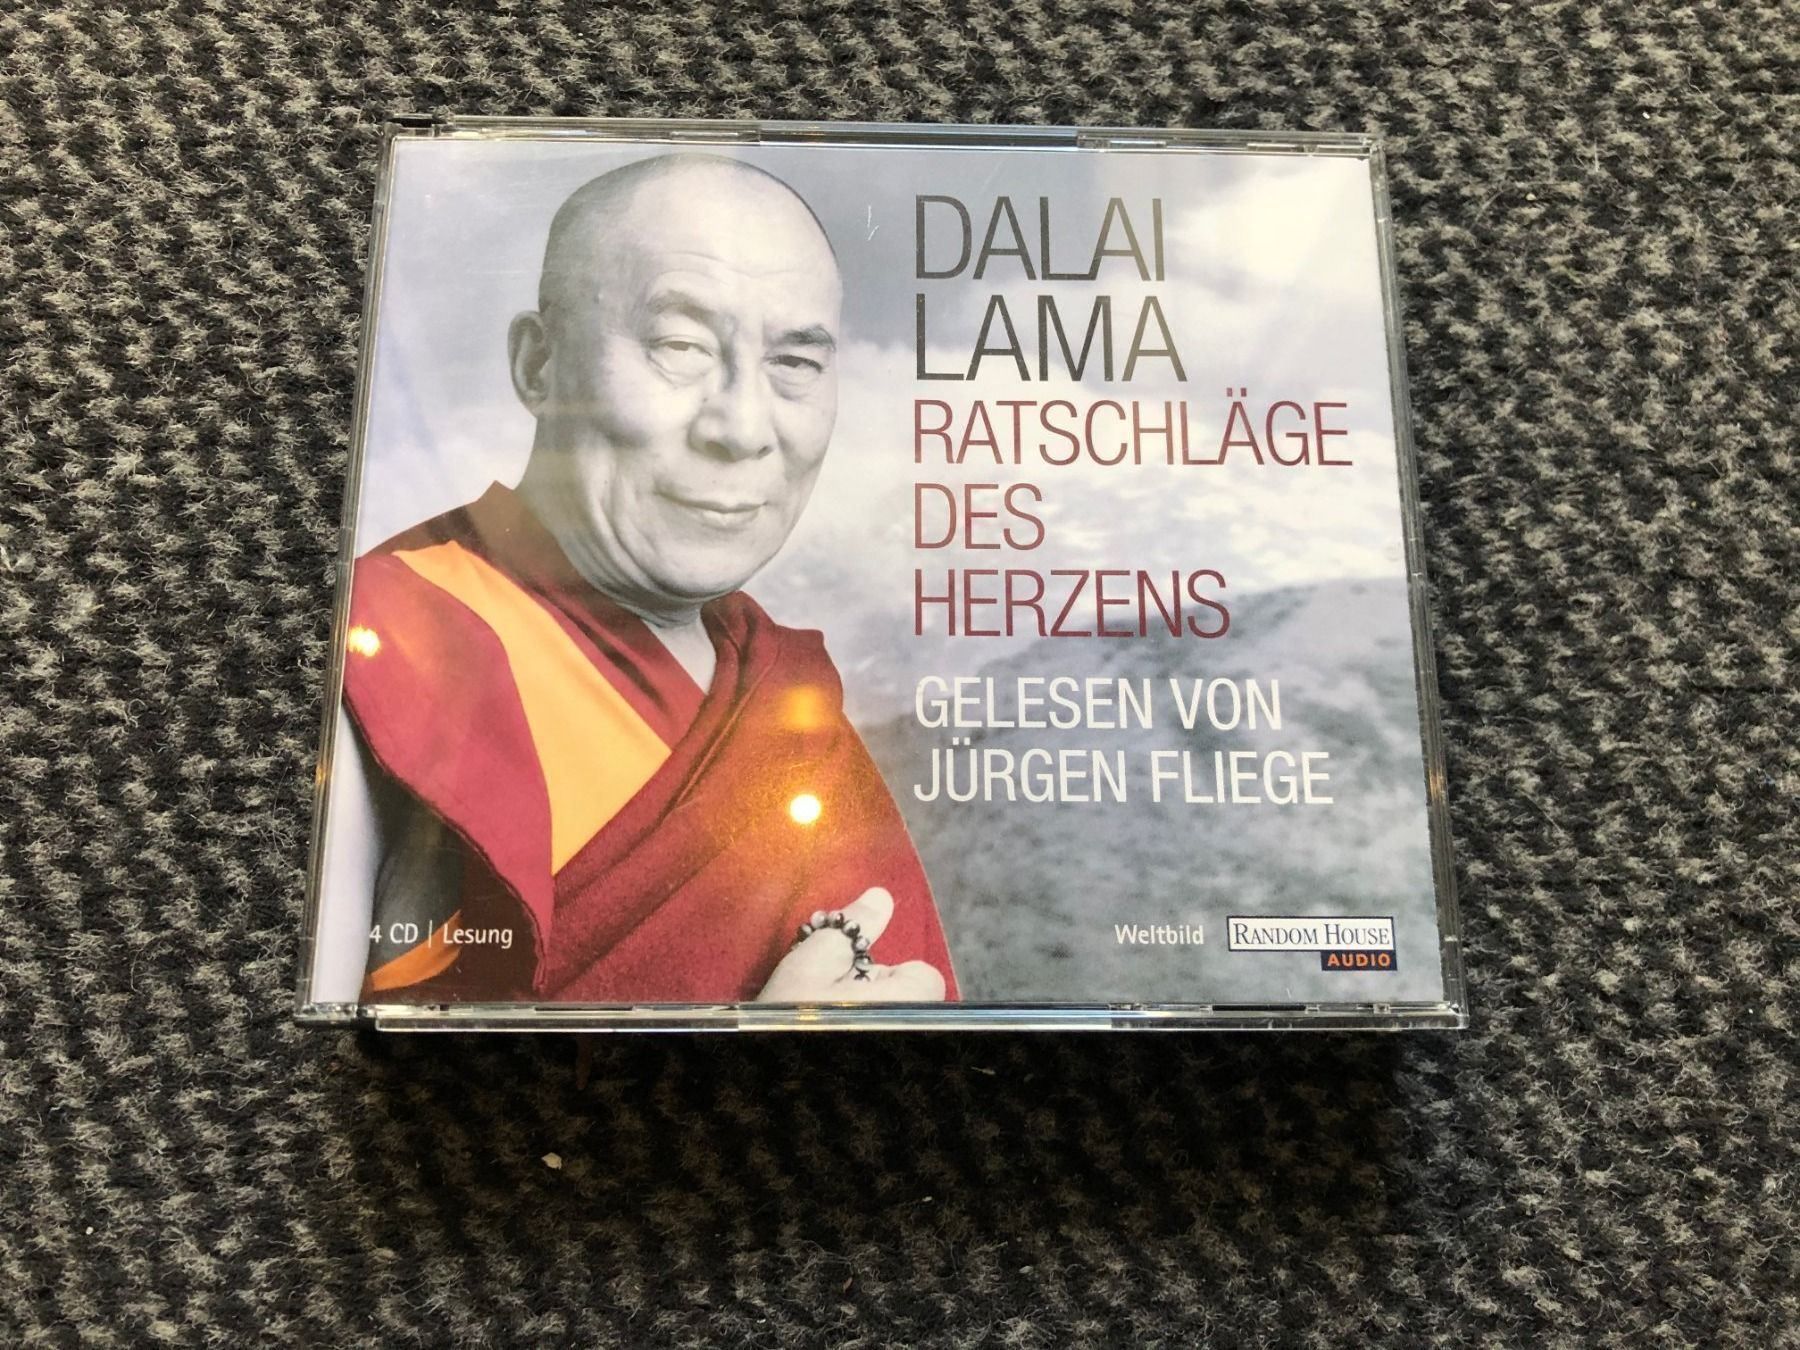 DALAI
LAMA
RATSCHLÄGE
DES
HERZENS
GELESEN VON
JÜRGEN FLIEGE
4 CD | Lesung
Weltbild
RANDOM HOUSE
AUDIO